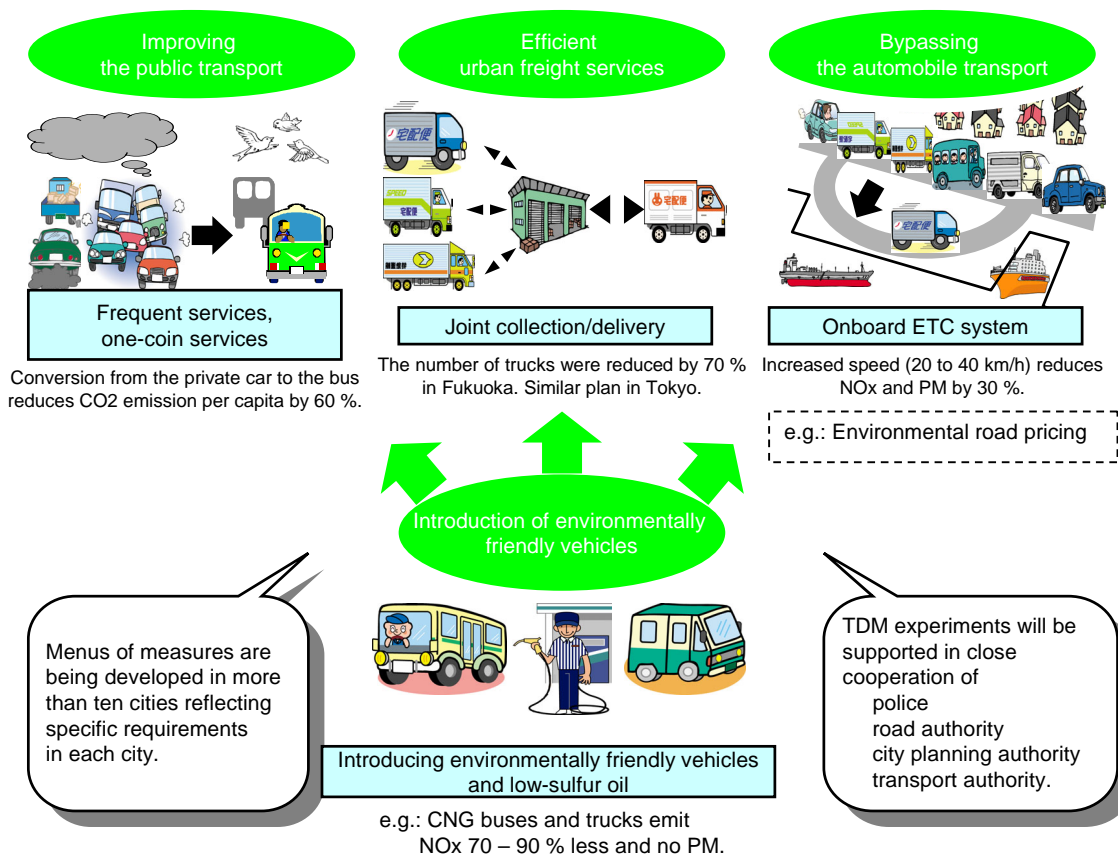 Improving
the public transport
Efficient
urban freight services
Bypassing
the automobile transport
宅配便
宅配便
宅配便
宅配便
Frequent services,
one-coin services
Joint collection/delivery
Onboard ETC system
Conversion from the private car to the bus
reduces CO2 emission per capita by 60 %.
The number of trucks were reduced by 70 %
in Fukuoka. Similar plan in Tokyo.
Increased speed (20 to 40 km/h) reduces
NOx and PM by 30 %.
e.g.: Environmental road pricing
Introduction of environmentally
friendly vehicles
Menus of measures are
being developed in more
than ten cities reflecting
specific requirements
in each city.
TDM experiments will be
supported in close
cooperation of
police
road authority
city planning authority
transport authority.
Introducing environmentally friendly vehicles
and low-sulfur oil
e.g.: CNG buses and trucks emit
NOx 70 – 90 % less and no PM.